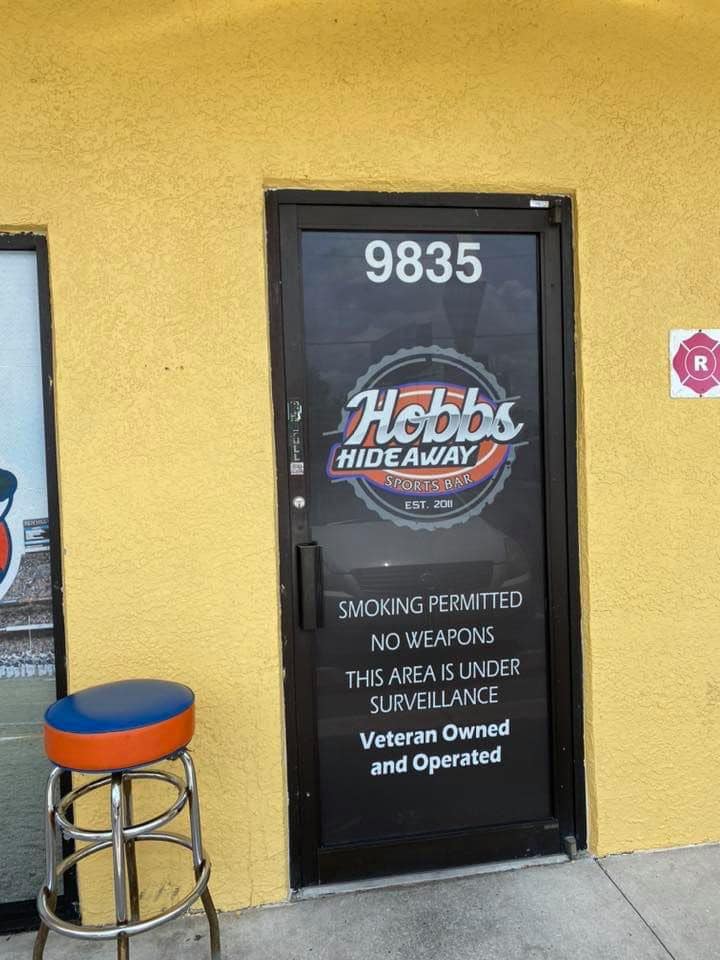 9835
Hobbs
HIDEAWAY
SPORTS BAR
EST. 2011
SMOKING PERMITTED
NO WEAPONS
THIS AREA IS UNDER
SURVEILLANCE
Veteran Owned
and Operated
R